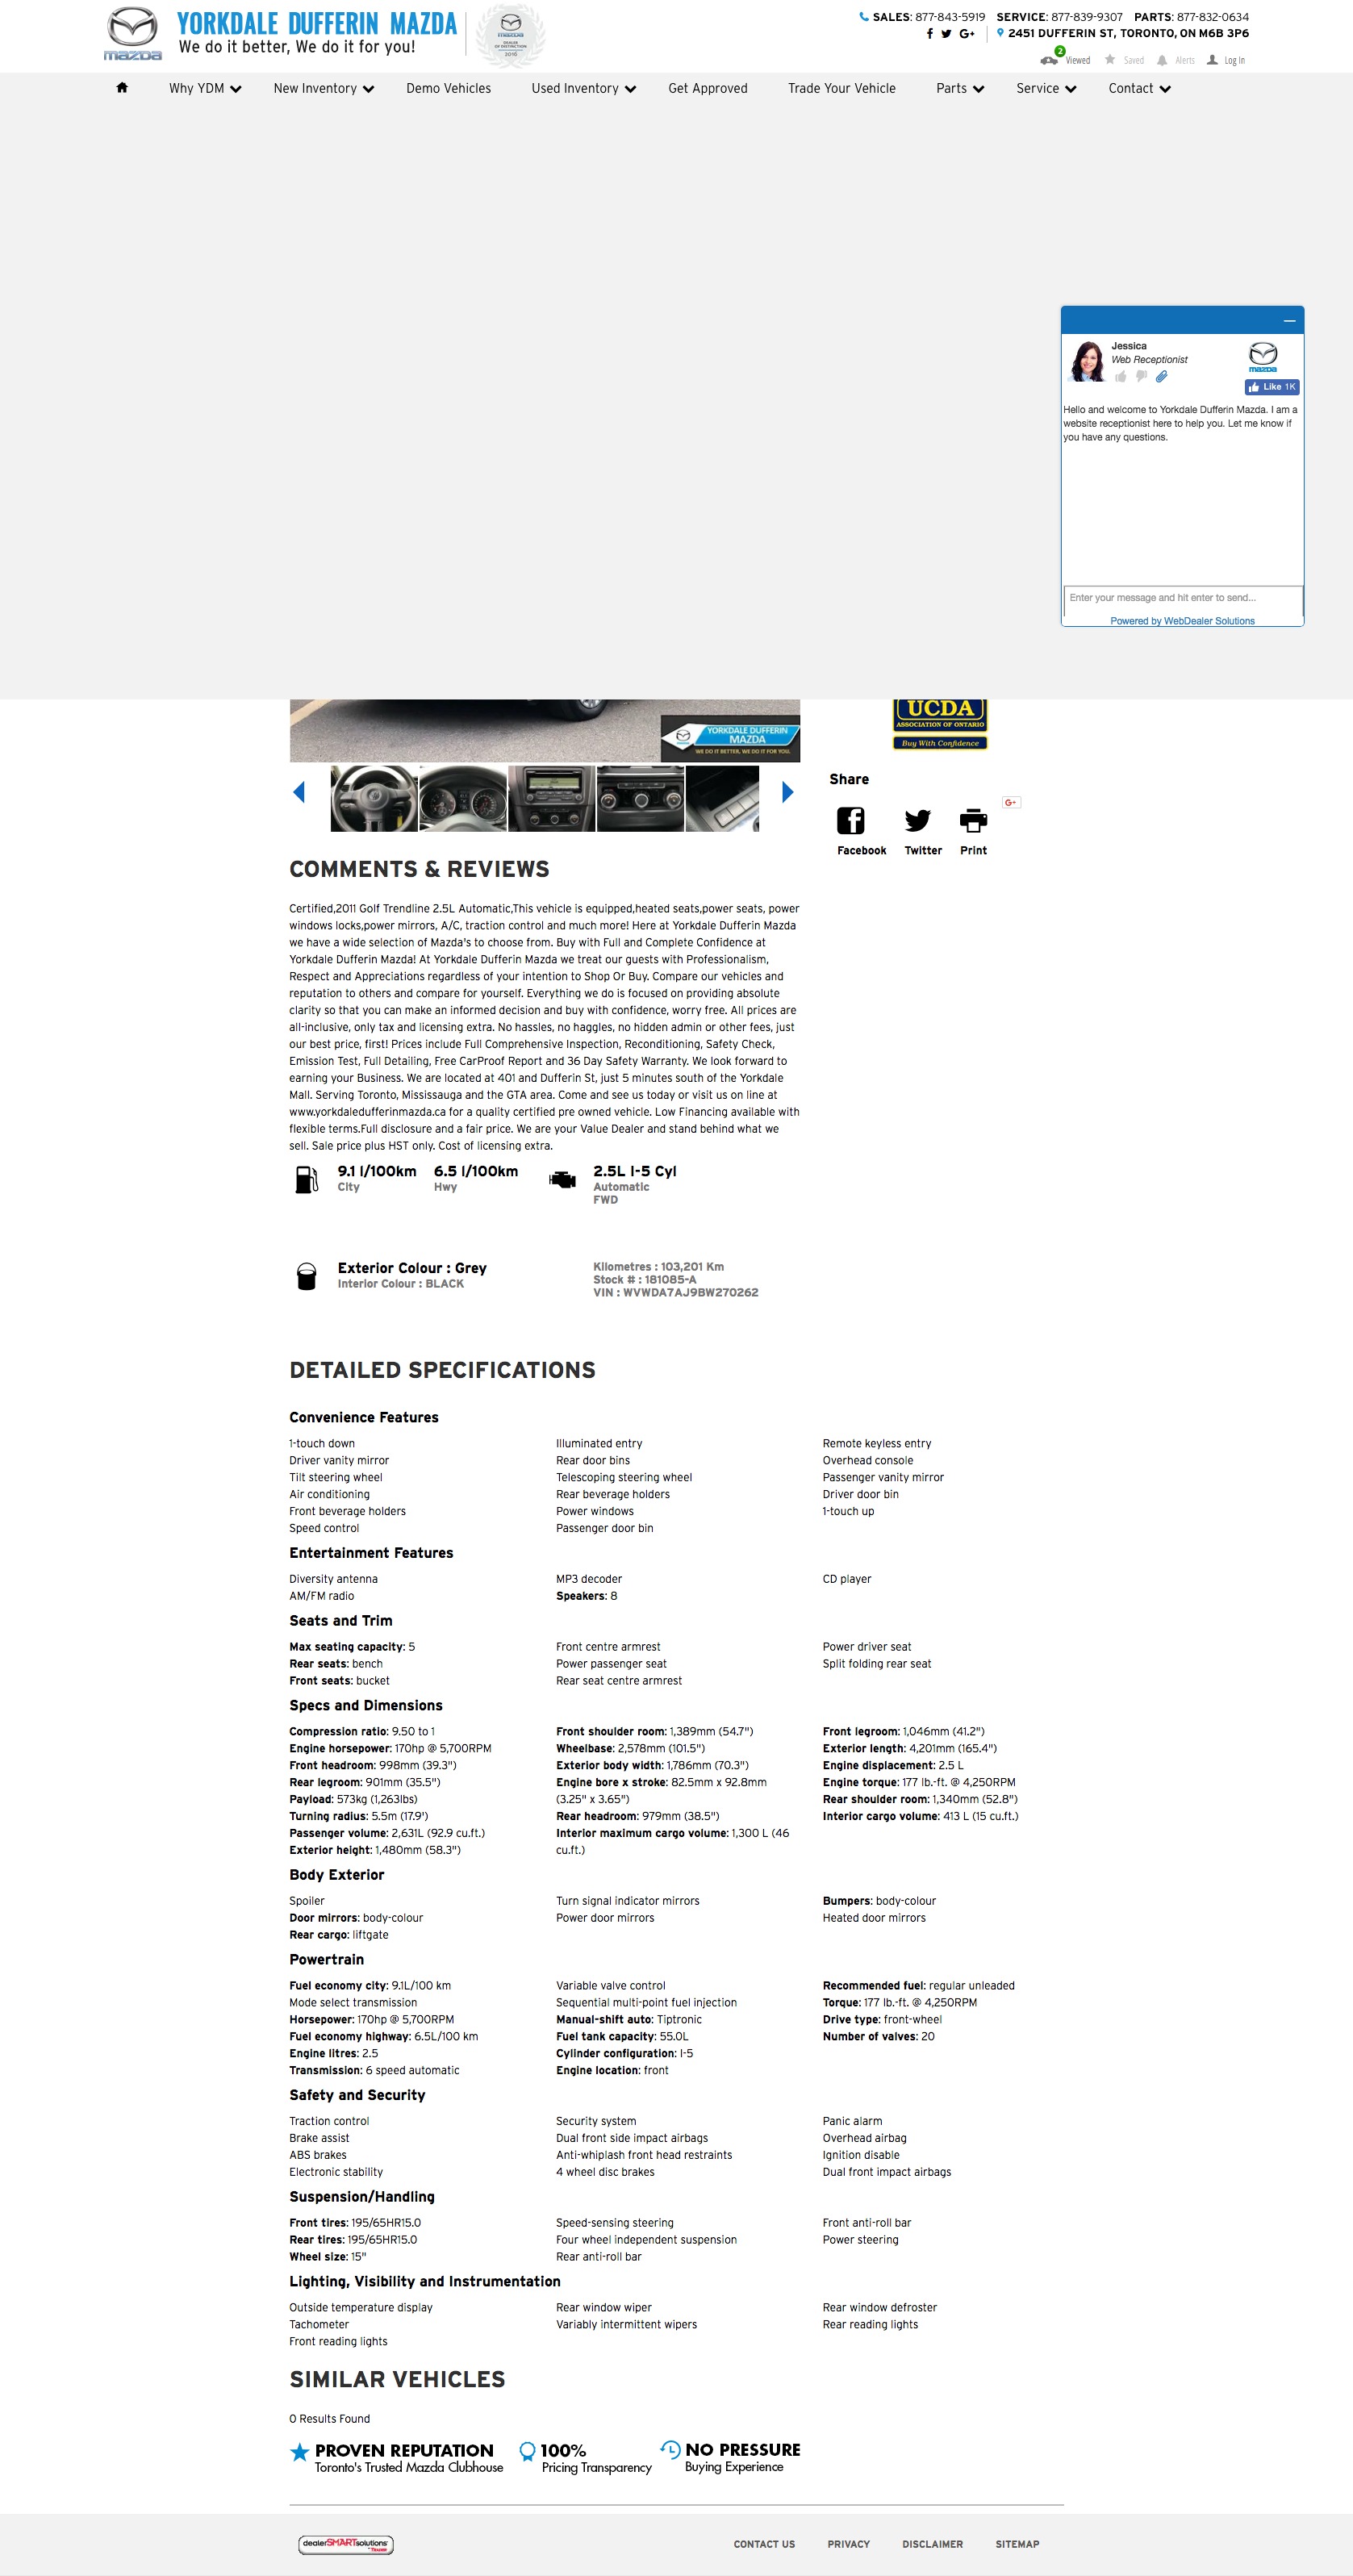 YORKDALE DUFFERIN MAZDA
We do it better, We do it for you!
mazda
SALES: 877-843-5919 SERVICE: 877-839-9307 PARTS: 877-832-0634
2451 DUFFERIN ST, TORONTO, ON M6B 3P6
2
Viewed Saved Alerts Log In
Why YDM New Inventory Demo Vehicles Used Inventory Get Approved Trade Your Vehicle Parts Service Contact
Jessica
Web Receptionist
mazda
Like 1K
Hello and welcome to Yorkdale Dufferin Mazda. I am a
website receptionist here to help you. Let me know if
you have any questions.
Enter your message and hit enter to send...
Powered by WebDealer Solutions
YORKDALE DUFFERIN
MAZDA
WE DO IT BETTER, WE DO IT FOR YOU.
UCDA
ASSOCIATION OF ONTARIO
Buy With Confidence
Share
G+
Facebook Twitter Print
COMMENTS & REVIEWS
Certified,2011 Golf Trendline 2.5L Automatic,This vehicle is equipped,heated seats,power seats, power
windows locks,power mirrors, A/C, traction control and much more! Here at Yorkdale Dufferin Mazda
we have a wide selection of Mazda's to choose from. Buy with Full and Complete Confidence at
Yorkdale Dufferin Mazda! At Yorkdale Dufferin Mazda we treat our guests with Professionalism,
Respect and Appreciations regardless of your intention to Shop Or Buy. Compare our vehicles and
reputation to others and compare for yourself. Everything we do is focused on providing absolute
clarity so that you can make an informed decision and buy with confidence, worry free. All prices are
all-inclusive, only tax and licensing extra. No hassles, no haggles, no hidden admin or other fees, just
our best price, first! Prices include Full Comprehensive Inspection, Reconditioning, Safety Check,
Emission Test, Full Detailing, Free CarProof Report and 36 Day Safety Warranty. We look forward to
earning your Business. We are located at 401 and Dufferin St, just 5 minutes south of the Yorkdale
Mall. Serving Toronto, Mississauga and the GTA area. Come and see us today or visit us on line at
www.yorkdaledufferinmazda.ca for a quality certified pre owned vehicle. Low Financing available with
flexible terms.Full disclosure and a fair price. We are your Value Dealer and stand behind what we
sell. Sale price plus HST only. Cost of licensing extra.
9.1 l/100km 6.5 l/100km 2.5L I-5 Cyl
City Hwy Automatic
FWD
Exterior Colour : Grey
Interior Colour : BLACK
Kilometres : 103,201 Km
Stock # : 181085-A
VIN : WVWDA7AJ9BW270262
DETAILED SPECIFICATIONS
Convenience Features
1-touch down Illuminated entry Remote keyless entry
Driver vanity mirror Rear door bins Overhead console
Tilt steering wheel Telescoping steering wheel Passenger vanity mirror
Air conditioning Rear beverage holders Driver door bin
Front beverage holders Power windows 1-touch up
Speed control Passenger door bin
Entertainment Features
Diversity antenna MP3 decoder CD player
AM/FM radio Speakers: 8
Seats and Trim
Max seating capacity: 5 Front centre armrest Power driver seat
Rear seats: bench Power passenger seat Split folding rear seat
Front seats: bucket Rear seat centre armrest
Specs and Dimensions
Compression ratio: 9.50 to 1 Front shoulder room: 1,389mm (54.7") Front legroom: 1,046mm (41.2")
Engine horsepower: 170hp @ 5,700RPM Wheelbase: 2,578mm (101.5") Exterior length: 4,201mm (165.4")
Front headroom: 998mm (39.3") Exterior body width: 1,786mm (70.3") Engine displacement: 2.5 L
Rear legroom: 901mm (35.5") Engine bore x stroke: 82.5mm x 92.8mm Engine torque: 177 lb.-ft. @ 4,250RPM
Payload: 573kg (1,263lbs) (3.25" x 3.65") Rear shoulder room: 1,340mm (52.8")
Turning radius: 5.5m (17.9') Rear headroom: 979mm (38.5") Interior cargo volume: 413 L (15 cu.ft.)
Passenger volume: 2,631L (92.9 cu.ft.) Interior maximum cargo volume: 1,300 L (46
Exterior height: 1,480mm (58.3") cu.ft.)
Body Exterior
Spoiler Turn signal indicator mirrors Bumpers: body-colour
Door mirrors: body-colour Power door mirrors Heated door mirrors
Rear cargo: liftgate
Powertrain
Fuel economy city: 9.1L/100 km Variable valve control Recommended fuel: regular unleaded
Mode select transmission Sequential multi-point fuel injection Torque: 177 lb.-ft. @ 4,250RPM
Horsepower: 170hp @ 5,700RPM Manual-shift auto: Tiptronic Drive type: front-wheel
Fuel economy highway: 6.5L/100 km Fuel tank capacity: 55.0L Number of valves: 20
Engine litres: 2.5 Cylinder configuration: I-5
Transmission: 6 speed automatic Engine location: front
Safety and Security
Traction control Security system Panic alarm
Brake assist Dual front side impact airbags Overhead airbag
ABS brakes Anti-whiplash front head restraints Ignition disable
Electronic stability 4 wheel disc brakes Dual front impact airbags
Suspension/Handling
Front tires: 195/65HR15.0 Speed-sensing steering Front anti-roll bar
Rear tires: 195/65HR15.0 Four wheel independent suspension Power steering
Wheel size: 15" Rear anti-roll bar
Lighting, Visibility and Instrumentation
Outside temperature display Rear window wiper Rear window defroster
Tachometer Variably intermittent wipers Rear reading lights
Front reading lights
SIMILAR VEHICLES
0 Results Found
PROVEN REPUTATION 100% NO PRESSURE
Toronto's Trusted Mazda Clubhouse Pricing Transparency Buying Experience
dealerSMARTsolutions
CONTACT US PRIVACY DISCLAIMER SITEMAP